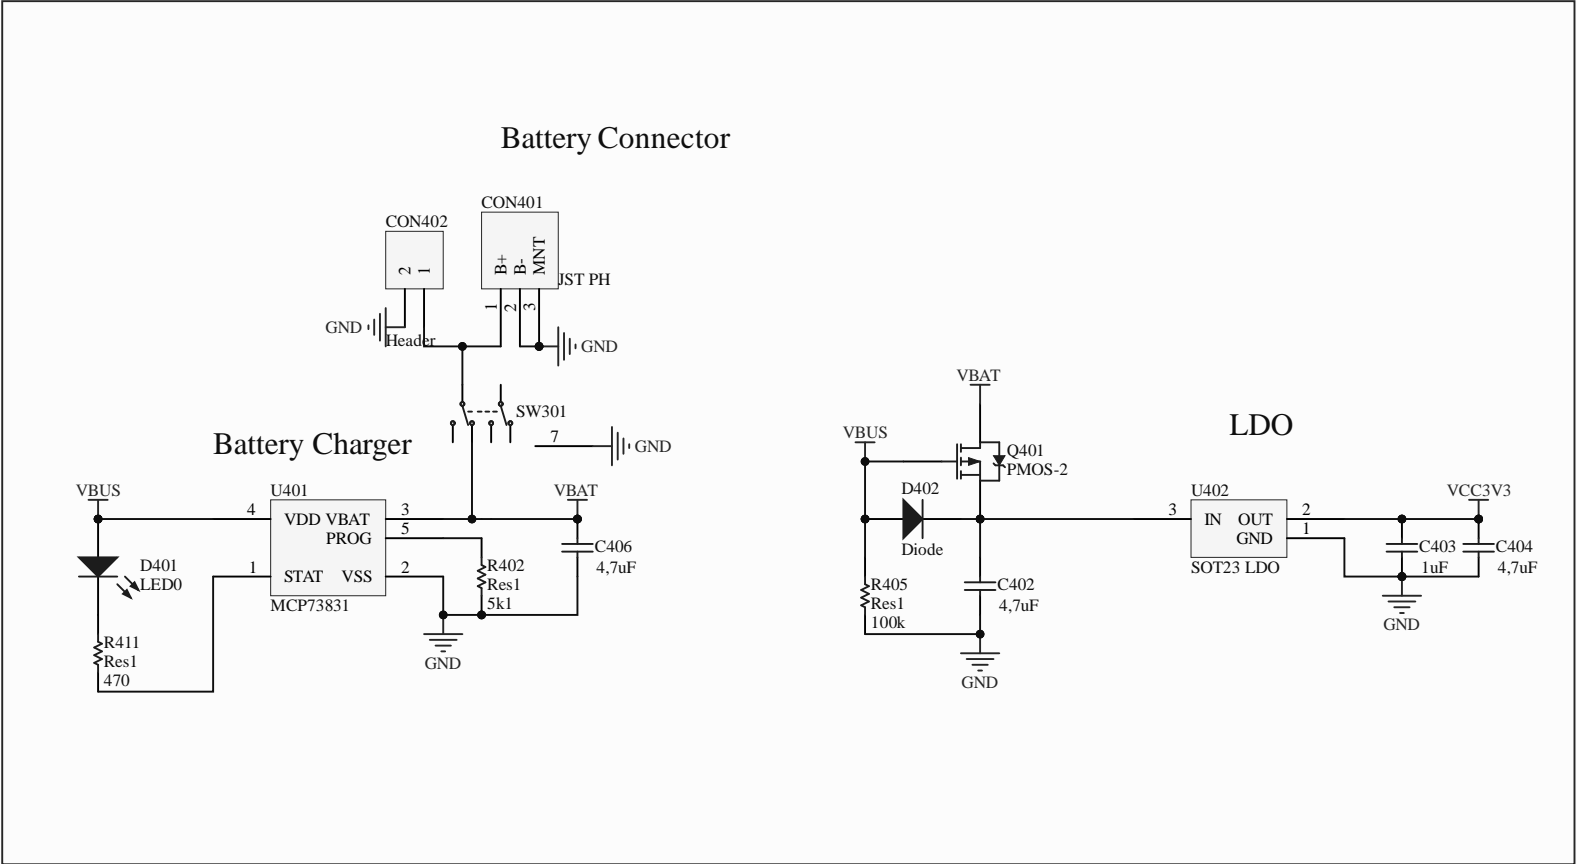 Battery Connector
CON401
CON402
2
1
B+
B-
MNT
JST PH
1
2
3
GND
Header
GND
SW301
7
GND
Battery Charger
VBUS
U401
VBAT
4
VDD VBAT
3
PROG
5
C406
4,7uF
D401
LED0
1
STAT
VSS
2
R402
Res1
5k1
MCP73831
R411
Res1
470
GND
VBAT
LDO
VBUS
Q401
PMOS-2
D402
Diode
3
U402
IN
OUT
2
GND
1
SOT23 LDO
VCC3V3
C403
1uF
C404
4,7uF
GND
R405
Res1
100k
C402
4,7uF
GND